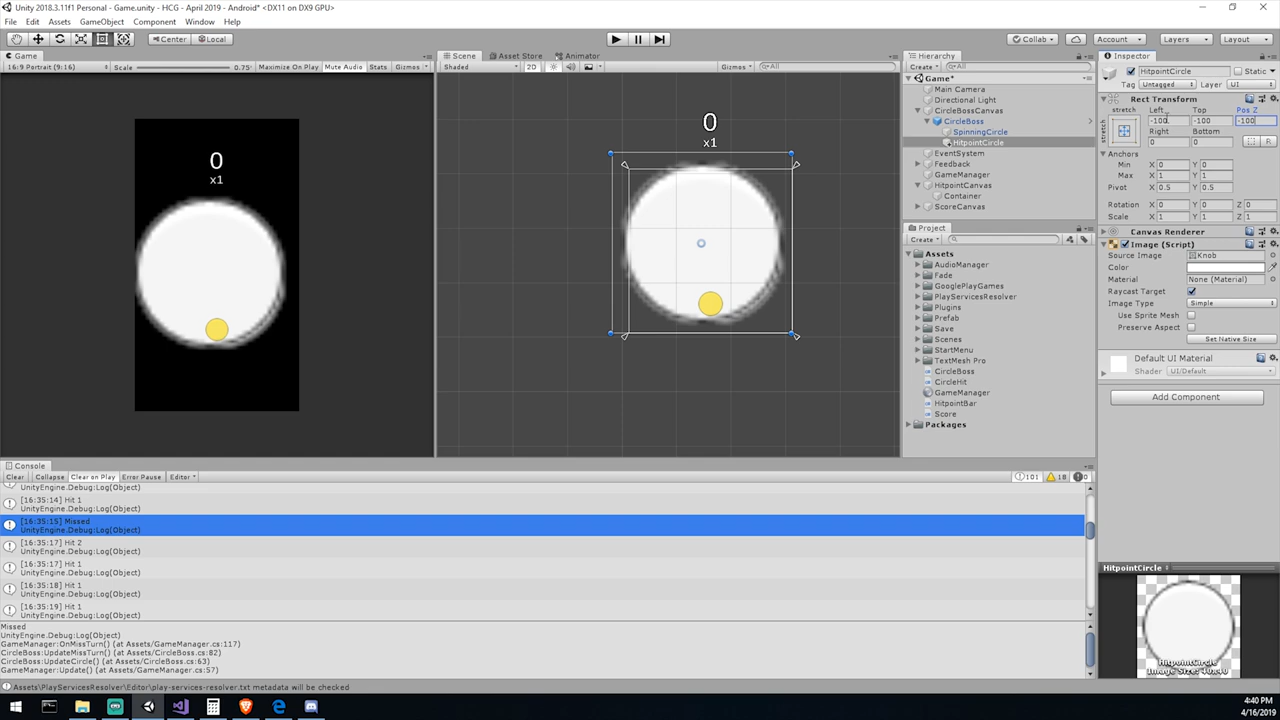 Unity 2018.3.11f1 Personal - Game.unity - HCG - April 2019 - Android* <DX11 on DX9 GPU>
File Edit Assets GameObject Component Window Help
Center Local Collab Account Layers Layout
Game Scene Asset Store Animator Hierarchy Inspector
16:9 Portrait (9:16) Scale 0.75" Maximize On Play Mute Audio Stats Gizmos Shaded 2D Gizmos All Create All
HitpointCircle Static
Tag Untagged Layer UI
Game*
Main Camera
Directional Light
CircleBossCanvas
CircleBoss
SpinningCircle
HitpointCircle
EventSystem
Feedback
GameManager
HitpointCanvas
Container
ScoreCanvas
Rect Transform
stretch Left Top Pos Z
stretch -100 -100 -100
Right Bottom
0 0 R
Anchors
Min X 0 Y 0
Max X 1 Y 1
Pivot X 0.5 Y 0.5
Rotation X 0 Y 0 Z 0
Scale X 1 Y 1 Z 1
Canvas Renderer
Image (Script)
Source Image Knob
Color
Material None (Material)
Raycast Target
Image Type Simple
Use Sprite Mesh
Preserve Aspect
Set Native Size
Default UI Material
Shader UI/Default
Add Component
0
x1
0
x1
Project
Create
Assets
AudioManager
Fade
GooglePlayGames
PlayServicesResolver
Plugins
Prefab
Save
Scenes
StartMenu
TextMesh Pro
CircleBoss
CircleHit
GameManager
HitpointBar
Score
Packages
Console
Clear Collapse Clear on Play Error Pause Editor 101 18 0
UnityEngine.Debug:Log(Object)
[16:35:14] Hit 1
UnityEngine.Debug:Log(Object)
[16:35:15] Missed
UnityEngine.Debug:Log(Object)
[16:35:17] Hit 2
UnityEngine.Debug:Log(Object)
[16:35:17] Hit 1
UnityEngine.Debug:Log(Object)
[16:35:18] Hit 1
UnityEngine.Debug:Log(Object)
[16:35:19] Hit 1
UnityEngine.Debug:Log(Object)
Missed
UnityEngine.Debug:Log(Object)
GameManager:OnMissTurn() (at Assets/GameManager.cs:117)
CircleBoss:UpdateMissTurn() (at Assets/CircleBoss.cs:82)
CircleBoss:UpdateCircle() (at Assets/CircleBoss.cs:63)
GameManager:Update() (at Assets/GameManager.cs:57)
HitpointCircle
HitpointCircle
Image Size: 40x40
Assets\PlayServicesResolver\Editor\play-services-resolver.txt metadata will be checked
4:40 PM
4/16/2019